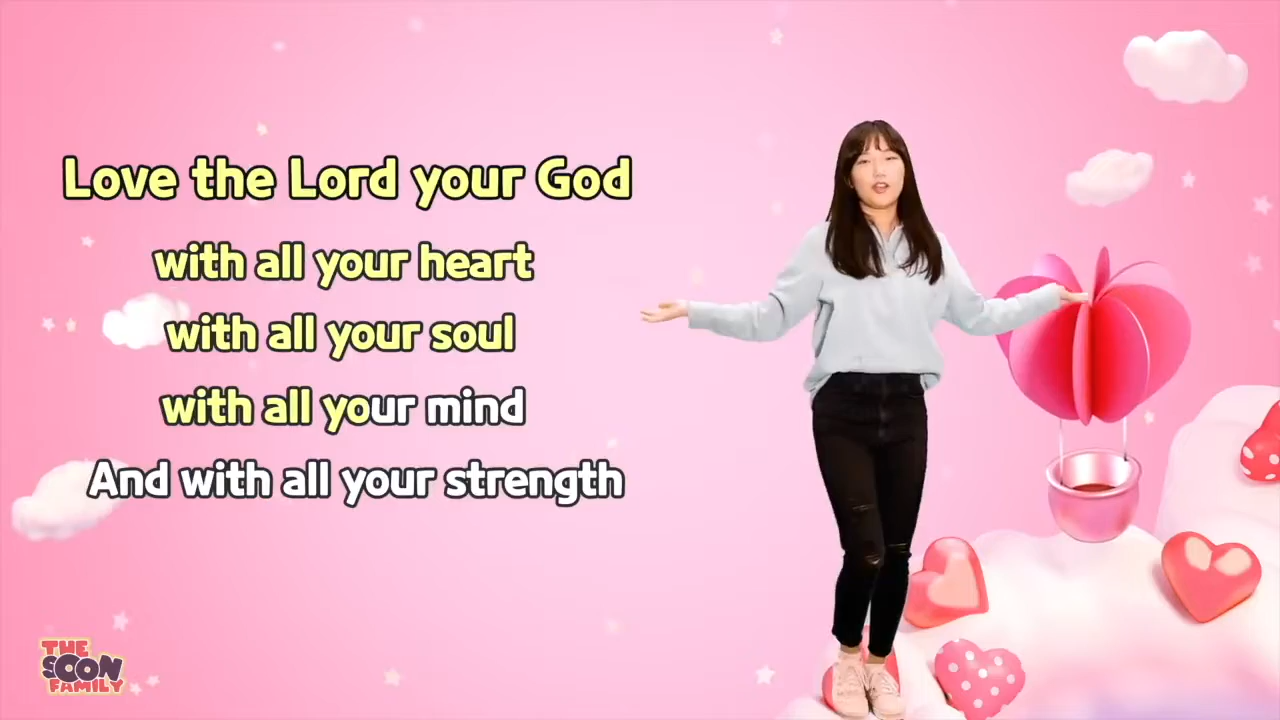 Love the Lord your God
with all your heart
with all your soul
with all your mind
And with all your strength
THE
SOON
FAMILY